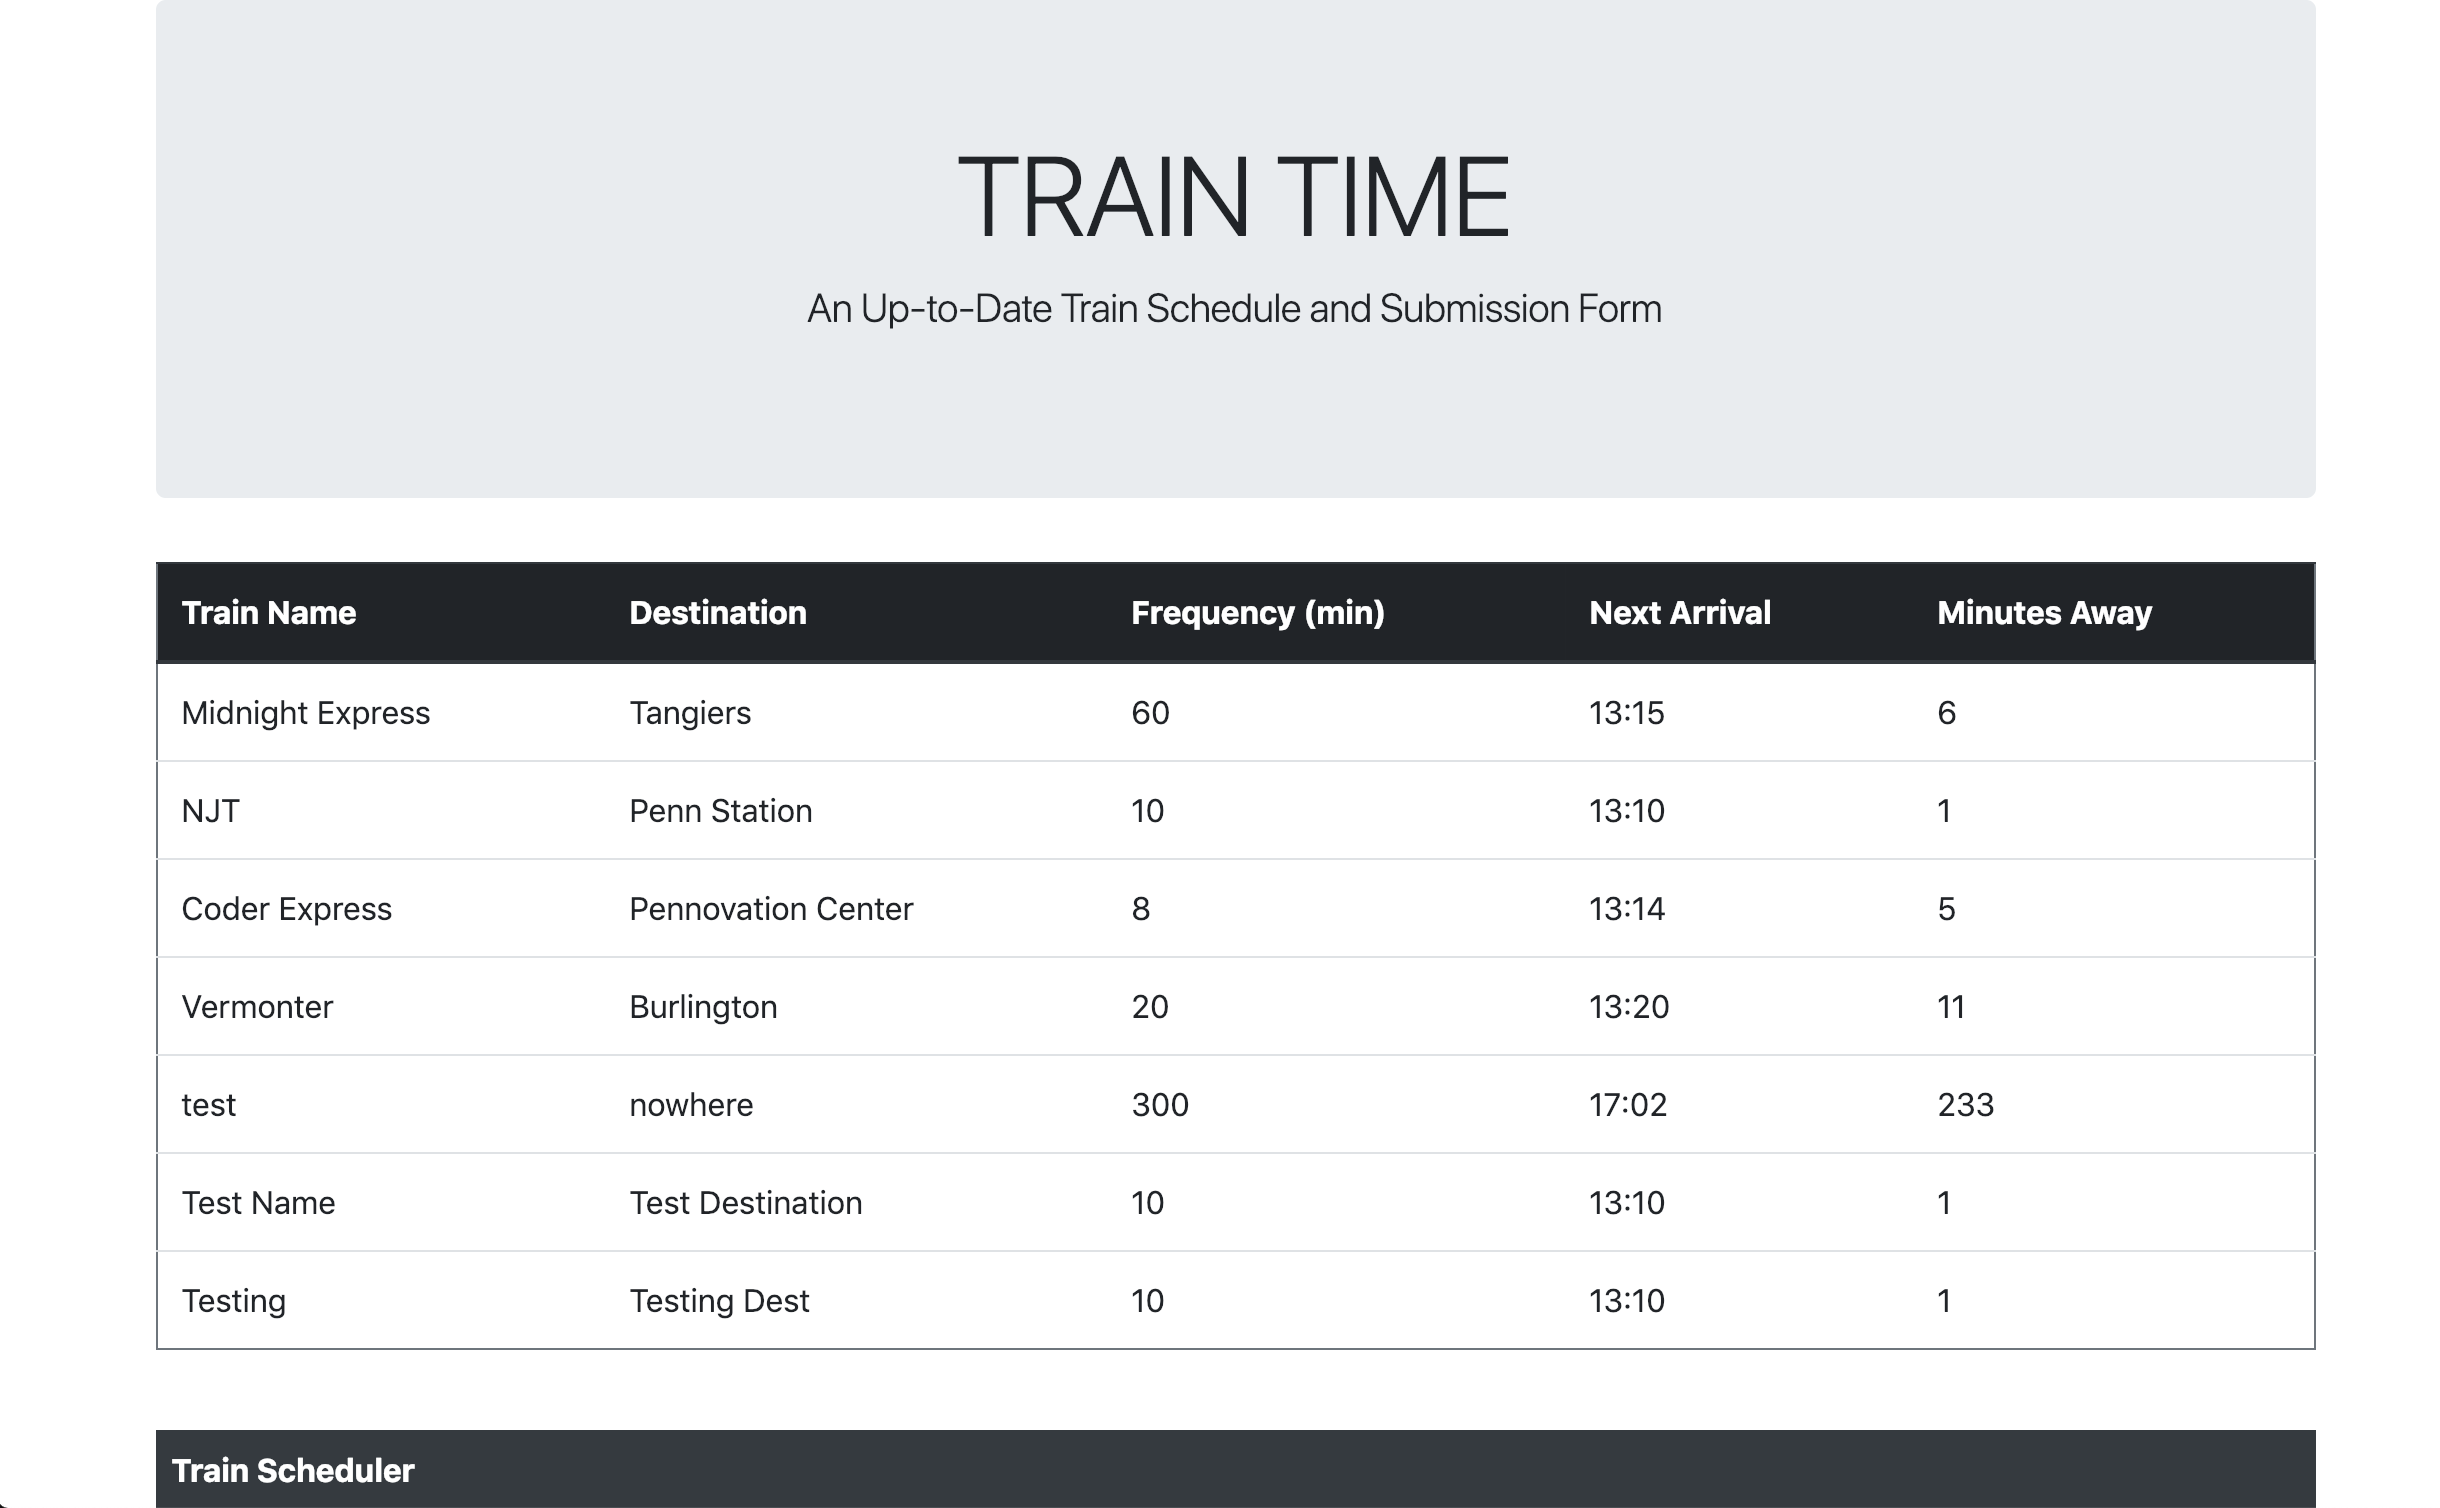 TRAIN TIME
An Up-to-Date Train Schedule and Submission Form
Train Name Destination Frequency (min) Next Arrival Minutes Away
Midnight Express Tangiers 60 13:15 6
NJT Penn Station 10 13:10 1
Coder Express Pennovation Center 8 13:14 5
Vermonter Burlington 20 13:20 11
test nowhere 300 17:02 233
Test Name Test Destination 10 13:10 1
Testing Testing Dest 10 13:10 1
Train Scheduler